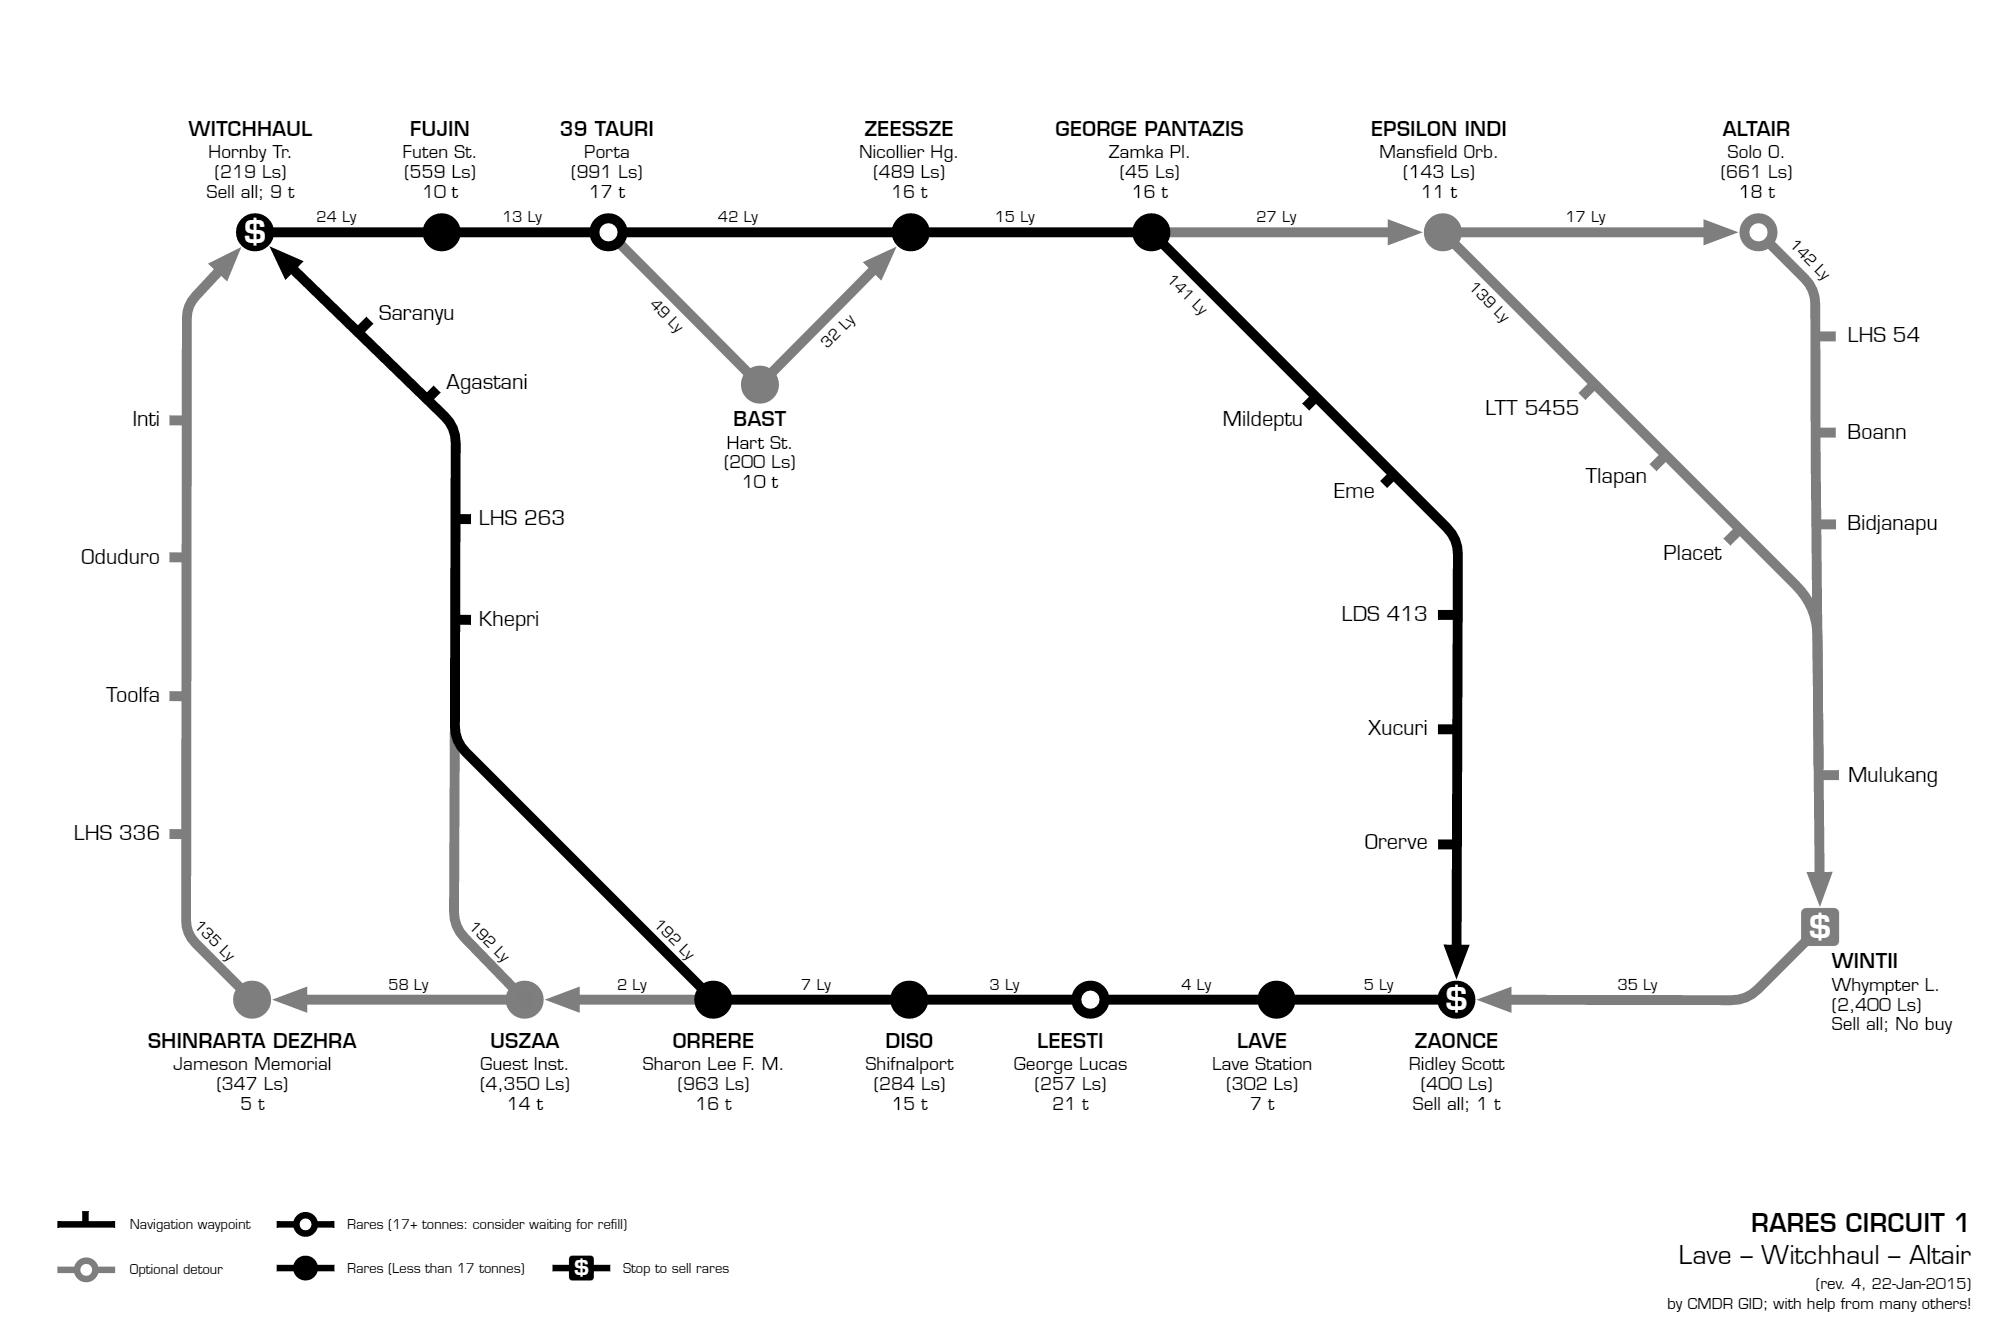 WITCHHAUL
Hornby Tr.
(219 Ls)
Sell all; 9 t
FUJIN
Futen St.
(559 Ls)
10 t
39 TAURI
Porta
(991 Ls)
17 t
ZEESSZE
Nicollier Hg.
(489 Ls)
16 t
GEORGE PANTAZIS
Zamka Pl.
(45 Ls)
16 t
EPSILON INDI
Mansfield Orb.
(143 Ls)
11 t
ALTAIR
Solo O.
(661 Ls)
18 t
24 Ly
13 Ly
42 Ly
15 Ly
27 Ly
17 Ly
$
49 Ly
32 Ly
141 Ly
139 Ly
142 Ly
BAST
Hart St.
(200 Ls)
10 t
Saranyu
Agastani
LHS 263
Khepri
Inti
Oduduro
Toolfa
LHS 336
Mildeptu
Eme
LDS 413
Xucuri
Orerve
LTT 5455
Tlapan
Placet
LHS 54
Boann
Bidjanapu
Mulukang
135 Ly
192 Ly
192 Ly
58 Ly
2 Ly
7 Ly
3 Ly
4 Ly
5 Ly
35 Ly
$
$
WINTII
Whympter L.
(2,400 Ls)
Sell all; No buy
SHINRARTA DEZHRA
Jameson Memorial
(347 Ls)
5 t
USZAA
Guest Inst.
(4,350 Ls)
14 t
ORRERE
Sharon Lee F. M.
(963 Ls)
16 t
DISO
Shifnalport
(284 Ls)
15 t
LEESTI
George Lucas
(257 Ls)
21 t
LAVE
Lave Station
(302 Ls)
7 t
ZAONCE
Ridley Scott
(400 Ls)
Sell all; 1 t
Navigation waypoint
Rares (17+ tonnes: consider waiting for refill)
Optional detour
Rares (Less than 17 tonnes)
$
Stop to sell rares
RARES CIRCUIT 1
Lave – Witchhaul – Altair
(rev. 4, 22-Jan-2015)
by CMDR GID; with help from many others!